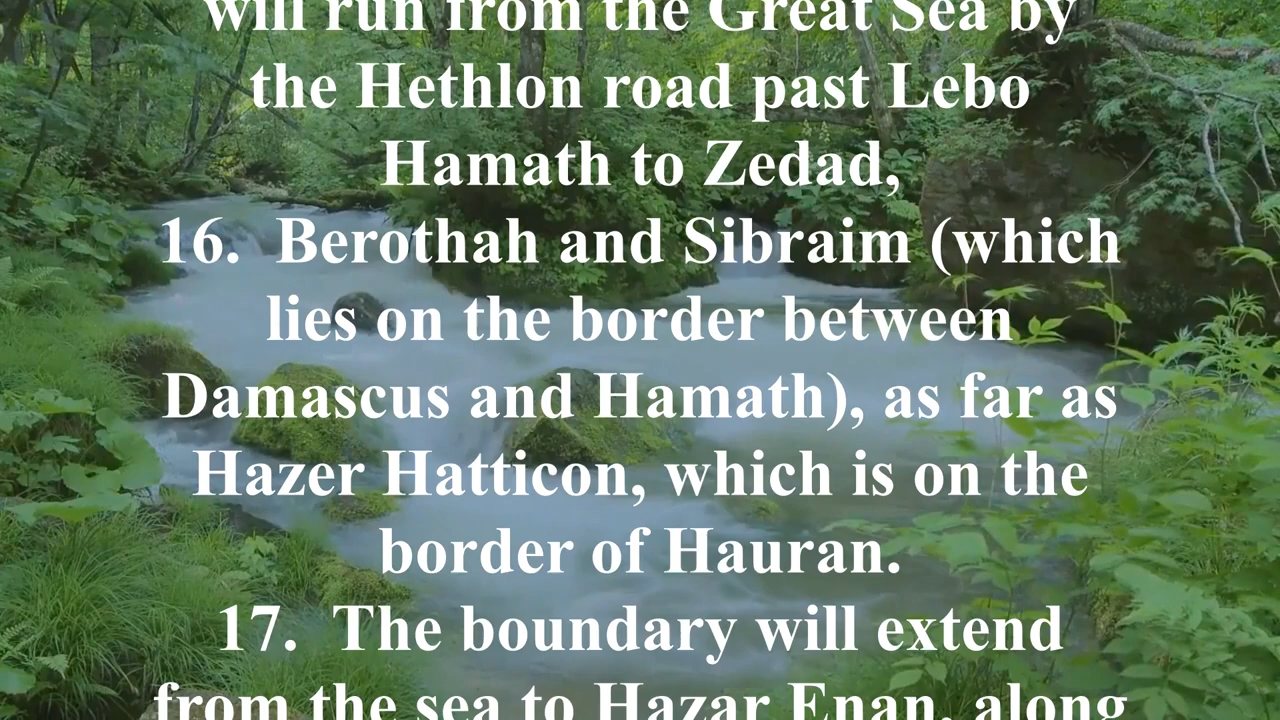 will run from the Great Sea by
the Hethlon road past Lebo
Hamath to Zedad,
16. Berothah and Sibraim (which
lies on the border between
Damascus and Hamath), as far as
Hazer Hatticon, which is on the
border of Hauran.
17. The boundary will extend
from the sea to Hazar Enan, along